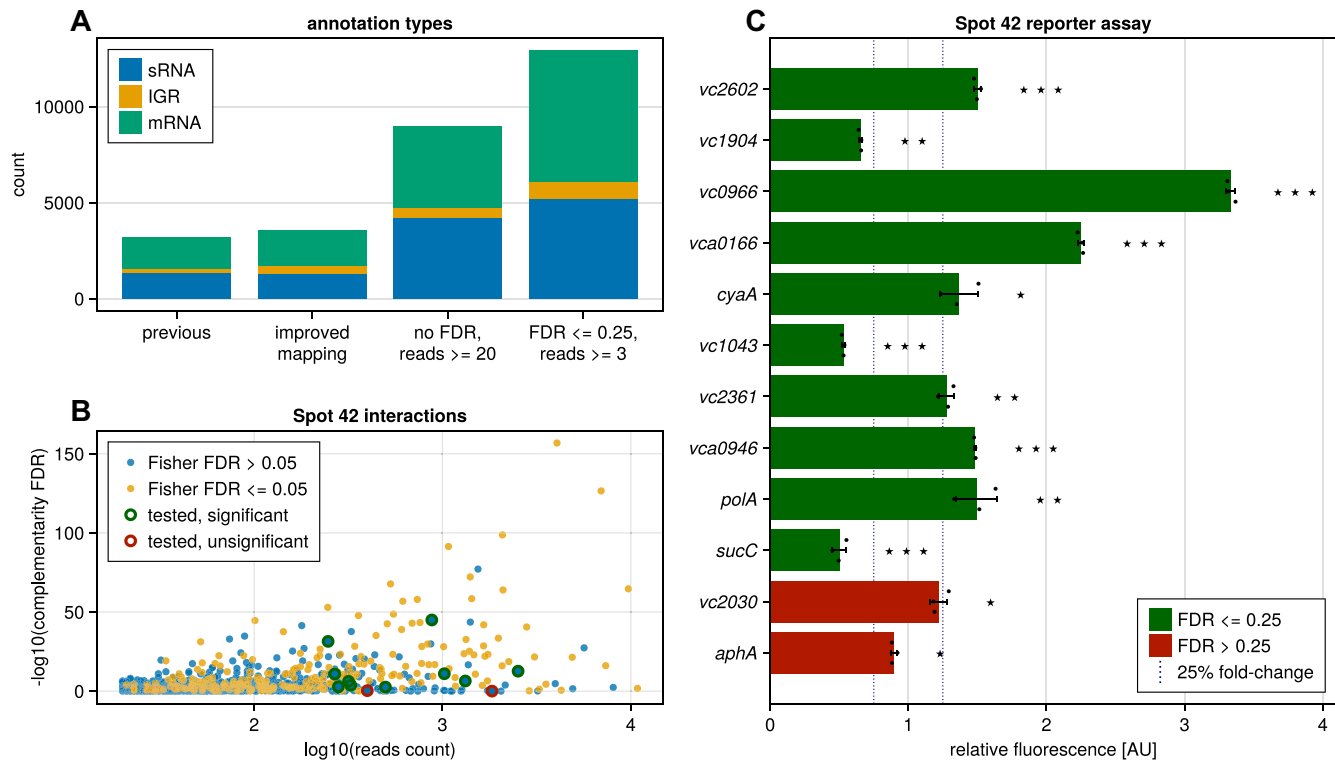 A
annotation types
sRNA
IGR
mRNA
count
10000
5000
0
previous
improved
mapping
no FDR,
reads >= 20
FDR <= 0.25,
reads >= 3
B
Spot 42 interactions
Fisher FDR > 0.05
Fisher FDR <= 0.05
tested, significant
tested, unsignificant
-log10(complementarity FDR)
150
100
50
0
2
3
4
log10(reads count)
C
Spot 42 reporter assay
vc2602 ★ ★ ★
vc1904 ★ ★
vc0966 ★ ★ ★
vca0166 ★ ★ ★
cyaA ★
vc1043 ★ ★ ★
vc2361 ★ ★
vca0946 ★ ★ ★
polA ★ ★
sucC ★ ★ ★
vc2030 ★
aphA ★
FDR <= 0.25
FDR > 0.25
25% fold-change
0
1
2
3
4
relative fluorescence [AU]